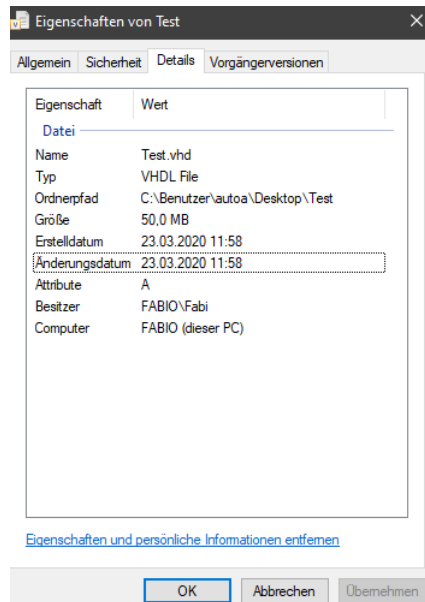 Eigenschaften von Test
Allgemein Sicherheit Details Vorgängerversionen
Eigenschaft Wert
Datei
Name Test.vhd
Typ VHDL File
Ordnerpfad C:\Benutzer\autoa\Desktop\Test
Größe 50,0 MB
Erstelldatum 23.03.2020 11:58
Änderungsdatum 23.03.2020 11:58
Attribute A
Besitzer FABIO\Fabi
Computer FABIO (dieser PC)
Eigenschaften und persönliche Informationen entfernen
OK Abbrechen Übernehmen